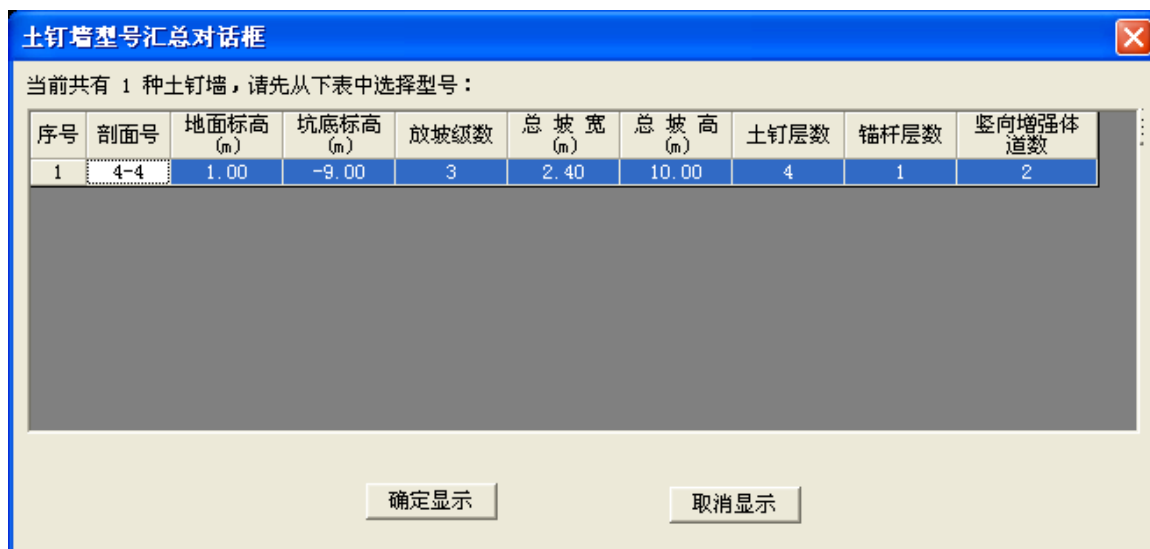 土钉墙型号汇总对话框
当前共有 1 种土钉墙，请先从下表中选择型号：
序号 剖面号 地面标高(m) 坑底标高(m) 放坡级数 总坡宽(m) 总坡高(m) 土钉层数 锚杆层数 竖向增强体道数
1 4-4 1.00 -9.00 3 2.40 10.00 4 1 2
确定显示 取消显示